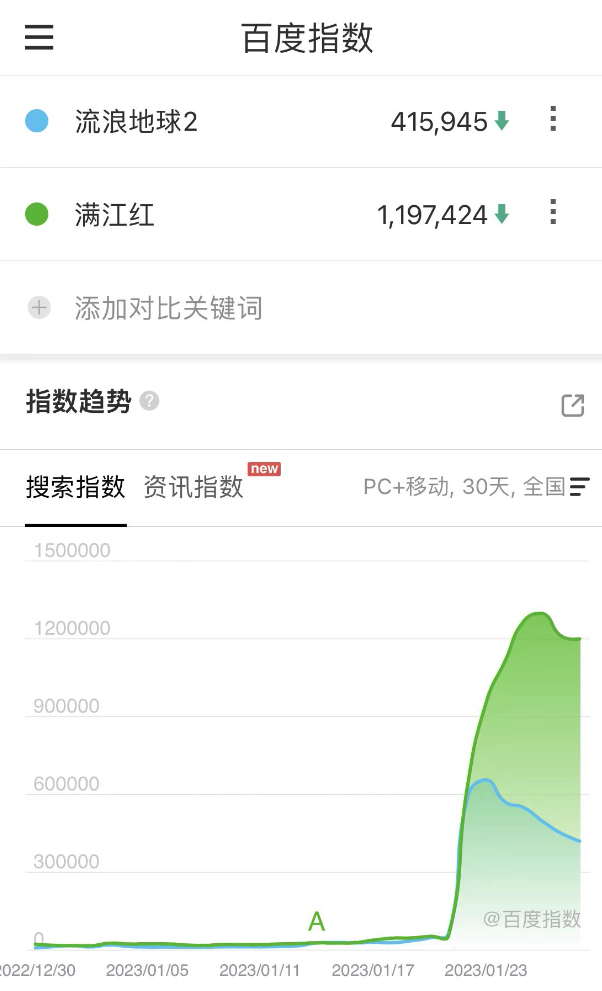 百度指数
流浪地球2 415,945
满江红 1,197,424
添加对比关键词
指数趋势 ?
搜索指数 资讯指数 new PC+移动, 30天, 全国
1500000
1200000
900000
600000
300000
A
@百度指数
0
2022/12/30 2023/01/05 2023/01/11 2023/01/17 2023/01/23